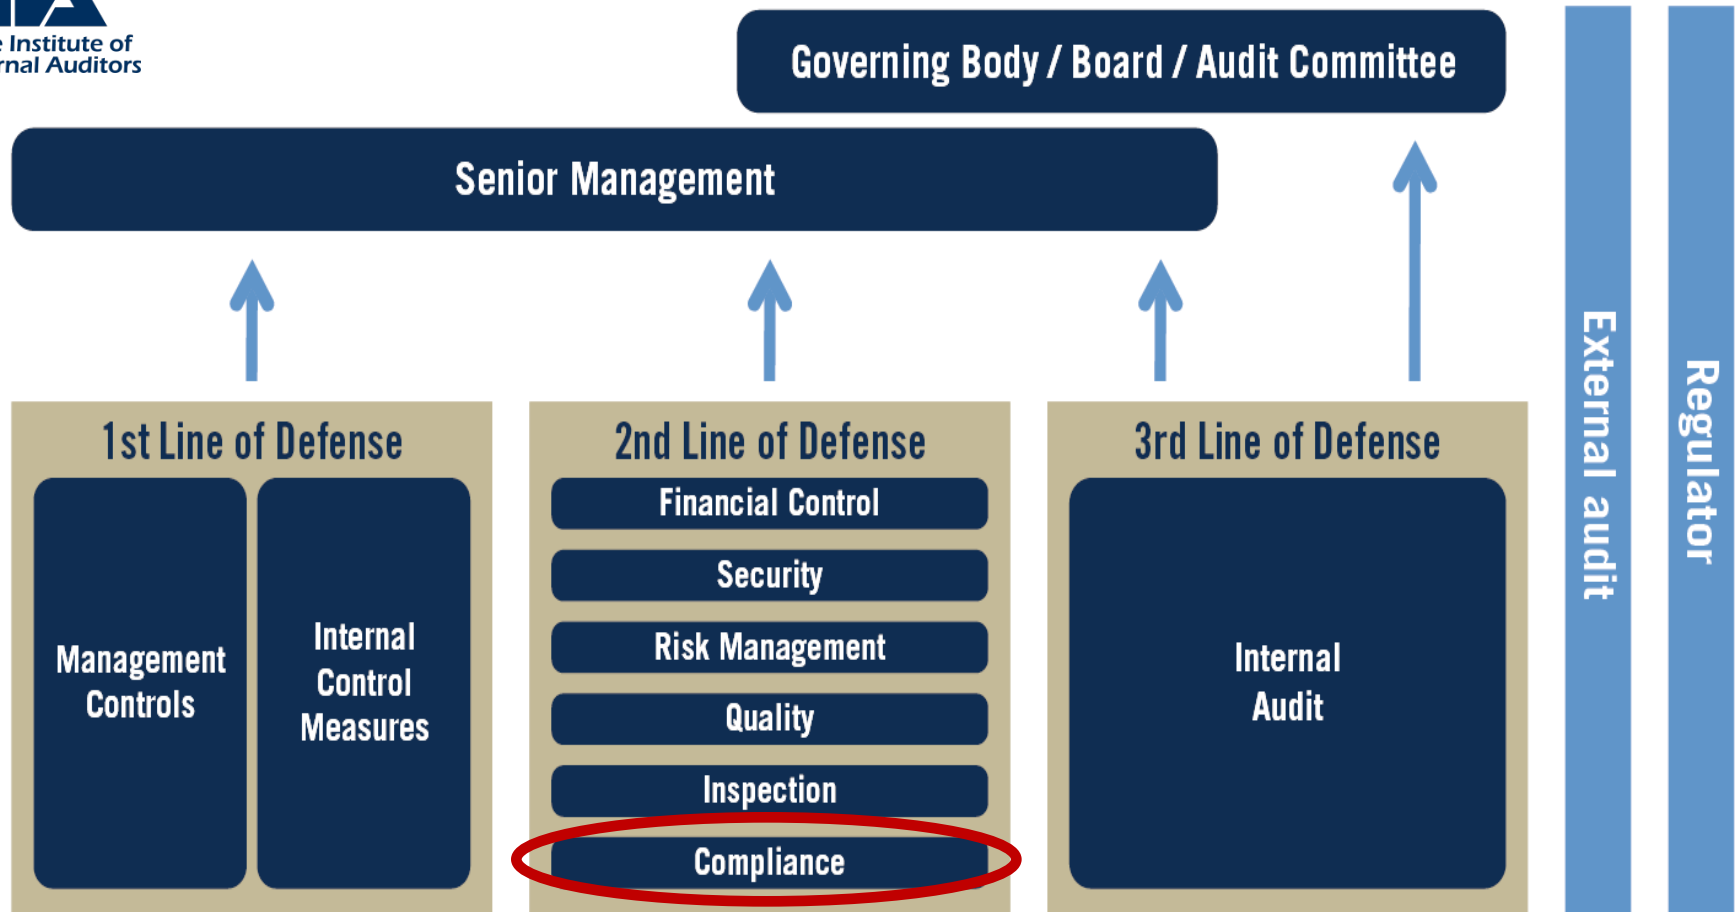 Institute of
Internal Auditors
Governing Body / Board / Audit Committee
Senior Management
1st Line of Defense
Management
Controls
Internal
Control
Measures
2nd Line of Defense
Financial Control
Security
Risk Management
Quality
Inspection
Compliance
3rd Line of Defense
Internal
Audit
External audit
Regulator